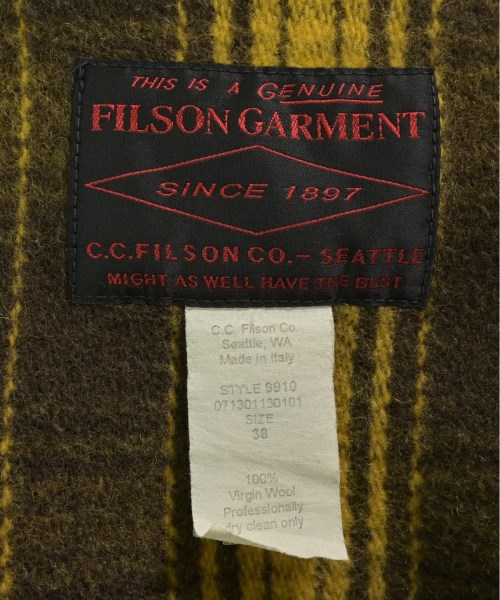 THIS IS A GENUINE
FILSON GARMENT
SINCE 1897
C.C.FILSON CO.– SEATTLE
MIGHT AS WELL HAVE THE BEST
C.C. Filson Co.
Seattle, WA
Made in Italy
STYLE 9910
071301130101
SIZE
38
100%
Virgin Wool
Professionally
dry clean only